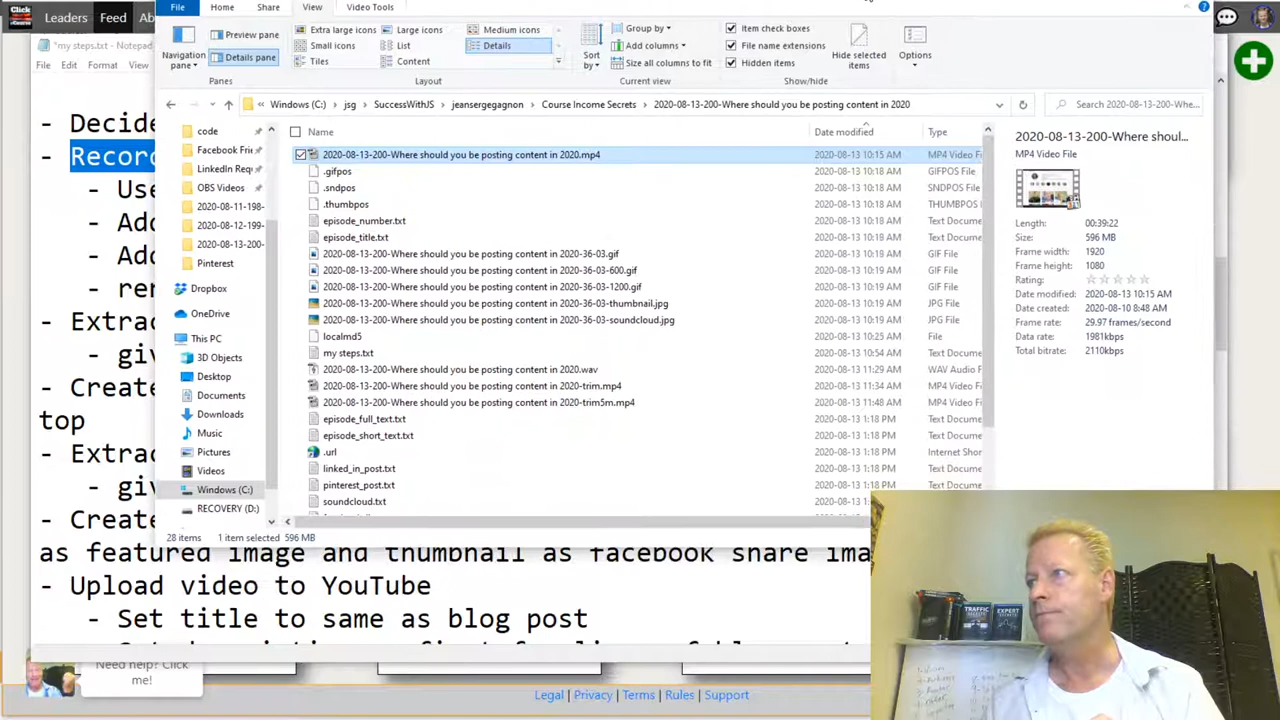 Leaders Feed Ab
File Home Share View Video Tools
*my steps.txt - Notepad
File Edit Format View
Navigation pane
Preview pane
Details pane
Panes
Extra large icons Large icons Medium icons
Small icons List Details
Tiles Content
Layout
Sort by
Group by
Add columns
Size all columns to fit
Current view
Item check boxes
File name extensions
Hidden items
Hide selected items
Show/hide
Options
« Windows (C:) › jsg › SuccessWithJS › jeansergegagnon › Course Income Secrets › 2020-08-13-200-Where should you be posting content in 2020
Search 2020-08-13-200-Whe...
- Decide
- Record
- Use
- Add
- Add
- ren
- Extrac
- giv
- Create
top
- Extrac
- giv
- Create
as featured image and thumbnail as facebook share ima
- Upload video to YouTube
- Set title to same as blog post
code
Facebook Frie
LinkedIn Requ
OBS Videos
2020-08-11-198-
2020-08-12-199-
2020-08-13-200-
Pinterest
Dropbox
OneDrive
This PC
3D Objects
Desktop
Documents
Downloads
Music
Pictures
Videos
Windows (C:)
RECOVERY (D:)
Name Date modified Type
2020-08-13-200-Where should you be posting content in 2020.mp4 2020-08-13 10:15 AM MP4 Video Fi
.gifpos 2020-08-13 10:18 AM GIFPOS File
.sndpos 2020-08-13 10:18 AM SNDPOS File
.thumbpos 2020-08-13 10:18 AM THUMBPOS File
episode_number.txt 2020-08-13 10:19 AM Text Docume
episode_title.txt 2020-08-13 10:19 AM Text Docume
2020-08-13-200-Where should you be posting content in 2020-36-03.gif 2020-08-13 10:19 AM GIF File
2020-08-13-200-Where should you be posting content in 2020-36-03-600.gif 2020-08-13 10:19 AM GIF File
2020-08-13-200-Where should you be posting content in 2020-36-03-1200.gif 2020-08-13 10:19 AM GIF File
2020-08-13-200-Where should you be posting content in 2020-36-03-thumbnail.jpg 2020-08-13 10:19 AM JPG File
2020-08-13-200-Where should you be posting content in 2020-36-03-soundcloud.jpg 2020-08-13 10:19 AM JPG File
localmd5 2020-08-13 10:25 AM File
my steps.txt 2020-08-13 10:54 AM Text Docume
2020-08-13-200-Where should you be posting content in 2020.wav 2020-08-13 11:29 AM WAV Audio F
2020-08-13-200-Where should you be posting content in 2020-trim.mp4 2020-08-13 11:34 AM MP4 Video Fi
2020-08-13-200-Where should you be posting content in 2020-trim5m.mp4 2020-08-13 11:48 AM MP4 Video Fi
episode_full_text.txt 2020-08-13 1:18 PM Text Docume
episode_short_text.txt 2020-08-13 1:18 PM Text Docume
.url 2020-08-13 1:18 PM Internet Shor
linked_in_post.txt 2020-08-13 1:18 PM Text Docume
pinterest_post.txt 2020-08-13 1:18 PM Text Docume
soundcloud.txt 2020-08-13 1:18 PM Text Docume
28 items 1 item selected 596 MB
2020-08-13-200-Where shoul...
MP4 Video File
Length: 00:39:22
Size: 596 MB
Frame width: 1920
Frame height: 1080
Rating:
Date modified: 2020-08-13 10:15 AM
Date created: 2020-08-10 8:48 AM
Frame rate: 29.97 frames/second
Data rate: 1981kbps
Total bitrate: 2110kbps
TRAFFIC SECRETS
EXPERT SECRETS
Need help? Click me!
Legal | Privacy | Terms | Rules | Support